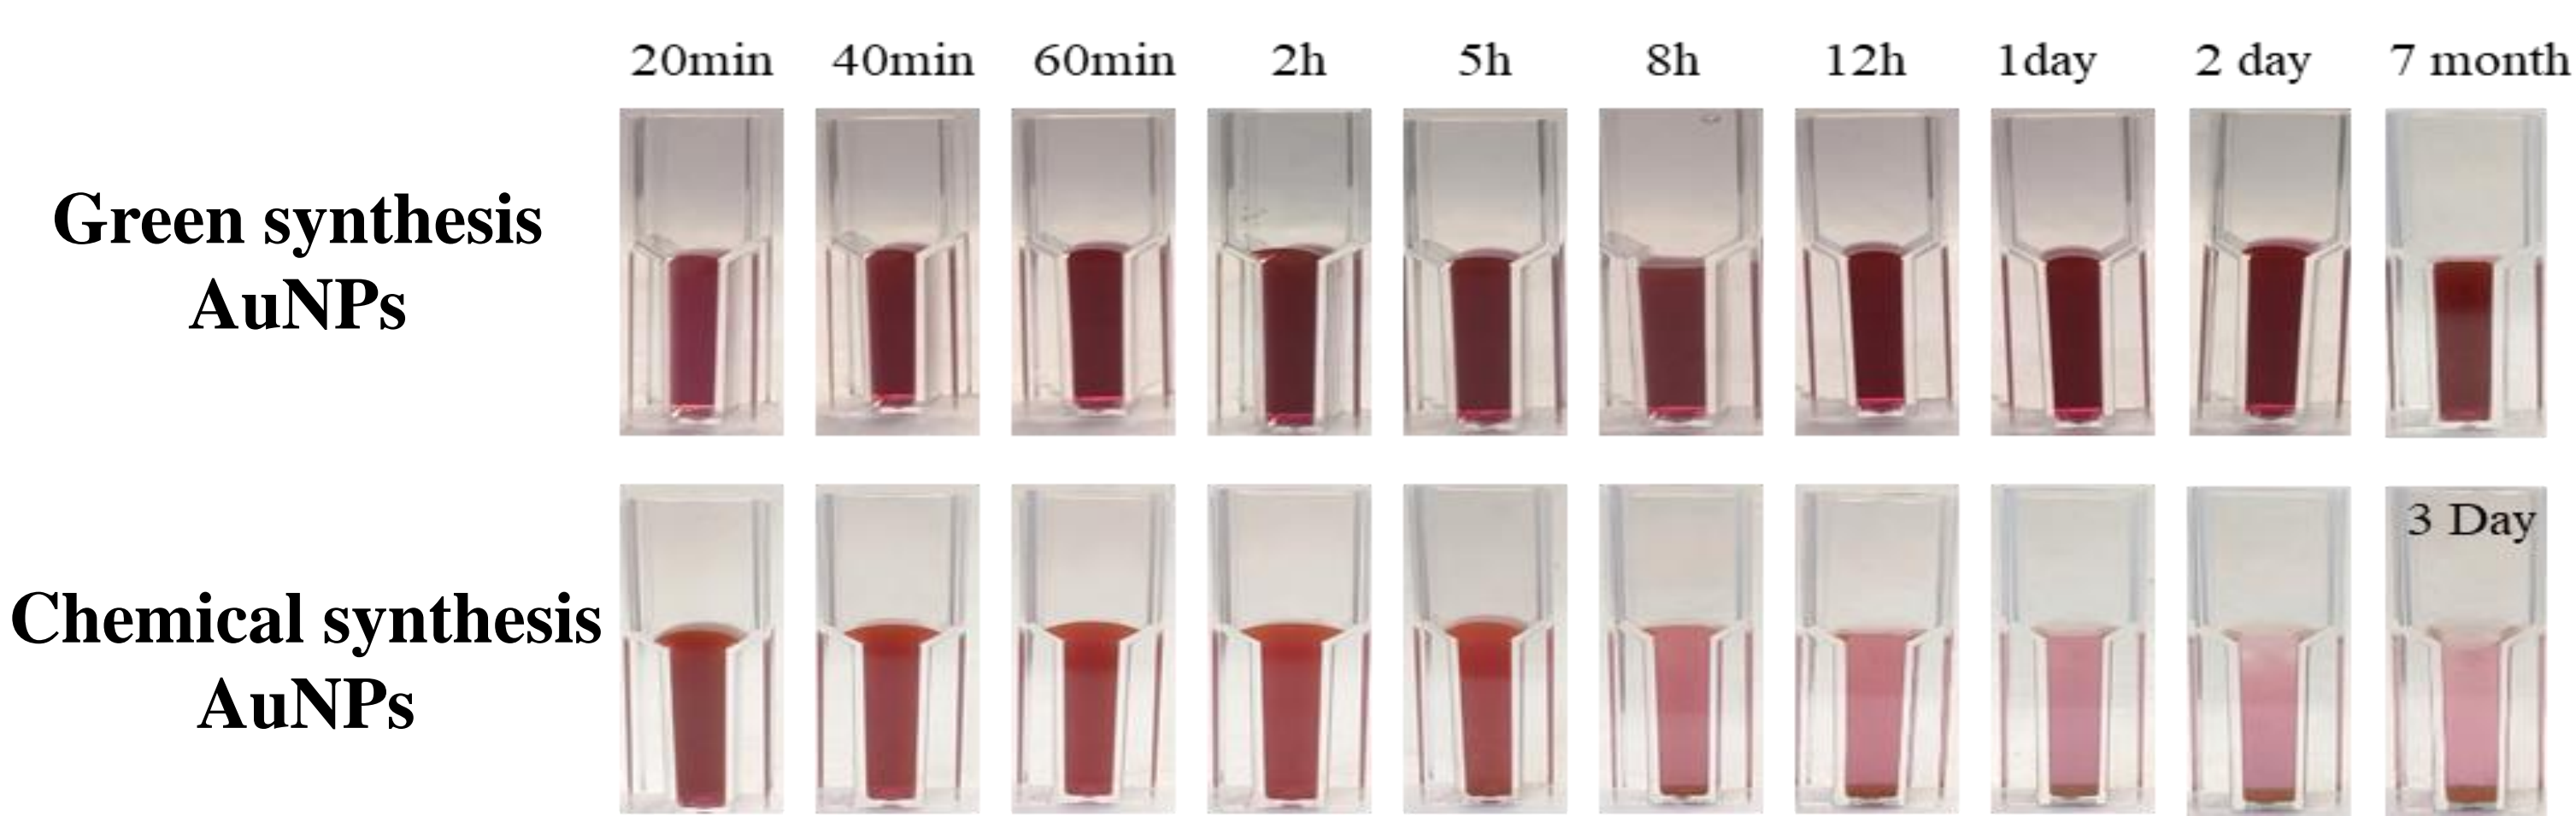 20min 40min 60min 2h 5h 8h 12h 1day 2 day 7 month
Green synthesis
AuNPs
3 Day
Chemical synthesis
AuNPs